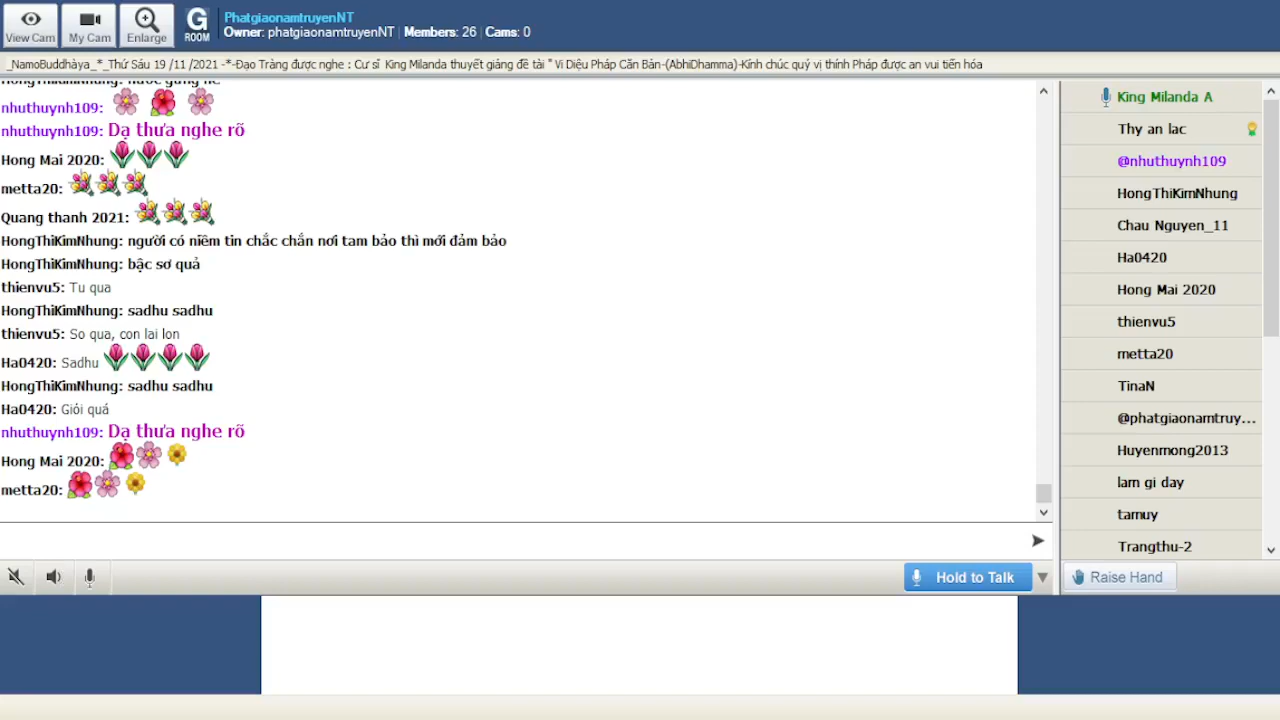 View Cam
My Cam
Enlarge
G ROOM
PhatgiaonamtruyenNT
Owner: phatgiaonamtruyenNT | Members: 26 | Cams: 0
_NamoBuddhàya_*_Thứ Sáu 19 /11 /2021 -*-Đạo Tràng được nghe : Cư sĩ King Milanda thuyết giảng đề tài " Vi Diệu Pháp Căn Bản-(AbhiDhamma)-Kính chúc quý vị thính Pháp được an vui tiến hóa
nhuthuynh109:
nhuthuynh109: Dạ thưa nghe rõ
Hong Mai 2020:
metta20:
Quang thanh 2021:
HongThiKimNhung: người có niềm tin chắc chắn nơi tam bảo thì mới đảm bảo
HongThiKimNhung: bậc sơ quả
thienvu5: Tu qua
HongThiKimNhung: sadhu sadhu
thienvu5: So qua, con lai lon
Ha0420: Sadhu
HongThiKimNhung: sadhu sadhu
Ha0420: Giỏi quá
nhuthuynh109: Dạ thưa nghe rõ
Hong Mai 2020:
metta20:
King Milanda A
Thy an lac
@nhuthuynh109
HongThiKimNhung
Chau Nguyen_11
Ha0420
Hong Mai 2020
thienvu5
metta20
TinaN
@phatgiaonamtruy...
Huyenmong2013
lam gi day
tamuy
Trangthu-2
Hold to Talk
Raise Hand